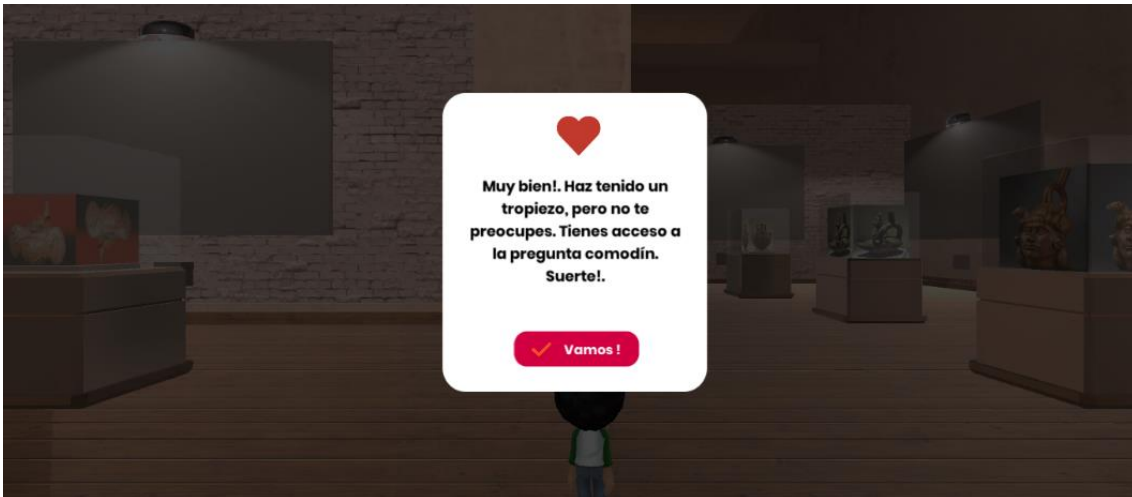 Muy bien!. Haz tenido un
tropiezo, pero no te
preocupes. Tienes acceso a
la pregunta comodín.
Suerte!.
Vamos !